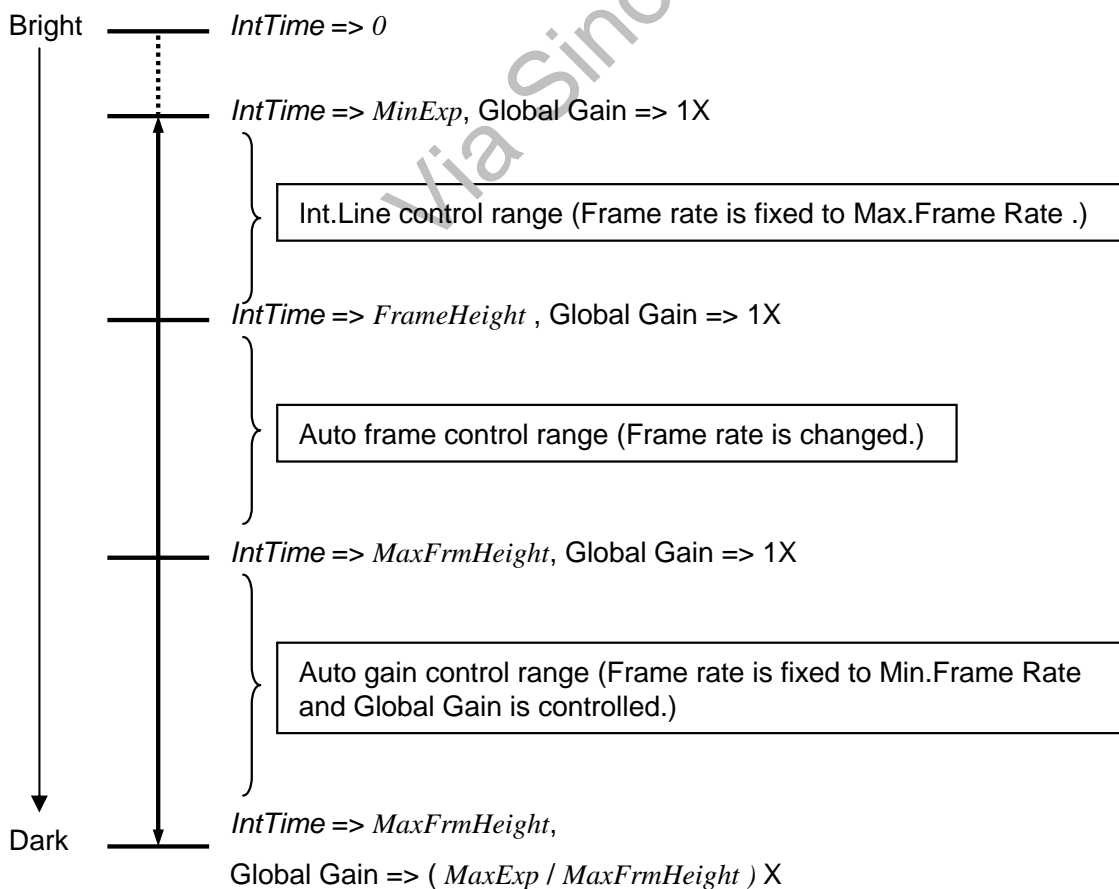 Bright
IntTime => 0
IntTime => MinExp, Global Gain => 1X
Via Sino
Int.Line control range (Frame rate is fixed to Max.Frame Rate .)
IntTime => FrameHeight , Global Gain => 1X
Auto frame control range (Frame rate is changed.)
IntTime => MaxFrmHeight, Global Gain => 1X
Auto gain control range (Frame rate is fixed to Min.Frame Rate
and Global Gain is controlled.)
Dark
IntTime => MaxFrmHeight,
Global Gain => ( MaxExp / MaxFrmHeight ) X